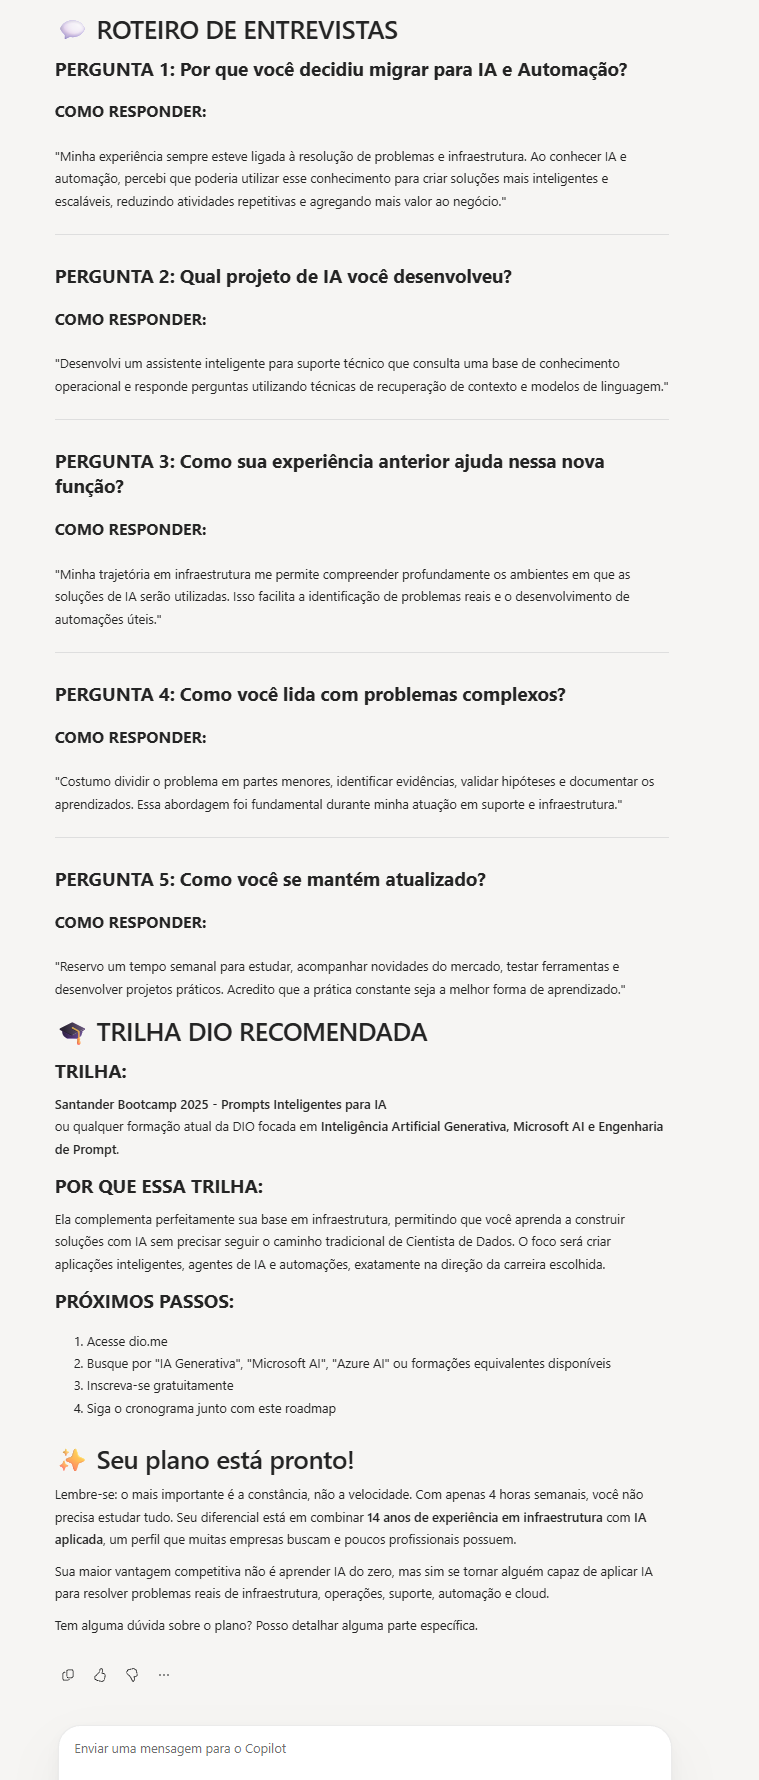 ROTEIRO DE ENTREVISTAS
PERGUNTA 1: Por que você decidiu migrar para IA e Automação?
COMO RESPONDER:
"Minha experiência sempre esteve ligada à resolução de problemas e infraestrutura. Ao conhecer IA e
automação, percebi que poderia utilizar esse conhecimento para criar soluções mais inteligentes e
escaláveis, reduzindo atividades repetitivas e agregando mais valor ao negócio."
PERGUNTA 2: Qual projeto de IA você desenvolveu?
COMO RESPONDER:
"Desenvolvi um assistente inteligente para suporte técnico que consulta uma base de conhecimento
operacional e responde perguntas utilizando técnicas de recuperação de contexto e modelos de linguagem."
PERGUNTA 3: Como sua experiência anterior ajuda nessa nova
função?
COMO RESPONDER:
"Minha trajetória em infraestrutura me permite compreender profundamente os ambientes em que as
soluções de IA serão utilizadas. Isso facilita a identificação de problemas reais e o desenvolvimento de
automações úteis."
PERGUNTA 4: Como você lida com problemas complexos?
COMO RESPONDER:
"Costumo dividir o problema em partes menores, identificar evidências, validar hipóteses e documentar os
aprendizados. Essa abordagem foi fundamental durante minha atuação em suporte e infraestrutura."
PERGUNTA 5: Como você se mantém atualizado?
COMO RESPONDER:
"Reservo um tempo semanal para estudar, acompanhar novidades do mercado, testar ferramentas e
desenvolver projetos práticos. Acredito que a prática constante seja a melhor forma de aprendizado."
TRILHA DIO RECOMENDADA
TRILHA:
Santander Bootcamp 2025 - Prompts Inteligentes para IA
ou qualquer formação atual da DIO focada em Inteligência Artificial Generativa, Microsoft AI e Engenharia
de Prompt.
POR QUE ESSA TRILHA:
Ela complementa perfeitamente sua base em infraestrutura, permitindo que você aprenda a construir
soluções com IA sem precisar seguir o caminho tradicional de Cientista de Dados. O foco será criar
aplicações inteligentes, agentes de IA e automações, exatamente na direção da carreira escolhida.
PRÓXIMOS PASSOS:
1. Acesse dio.me
2. Busque por "IA Generativa", "Microsoft AI", "Azure AI" ou formações equivalentes disponíveis
3. Inscreva-se gratuitamente
4. Siga o cronograma junto com este roadmap
Seu plano está pronto!
Lembre-se: o mais importante é a constância, não a velocidade. Com apenas 4 horas semanais, você não
precisa estudar tudo. Seu diferencial está em combinar 14 anos de experiência em infraestrutura com IA
aplicada, um perfil que muitas empresas buscam e poucos profissionais possuem.
Sua maior vantagem competitiva não é aprender IA do zero, mas sim se tornar alguém capaz de aplicar IA
para resolver problemas reais de infraestrutura, operações, suporte, automação e cloud.
Tem alguma dúvida sobre o plano? Posso detalhar alguma parte específica.
Enviar uma mensagem para o Copilot